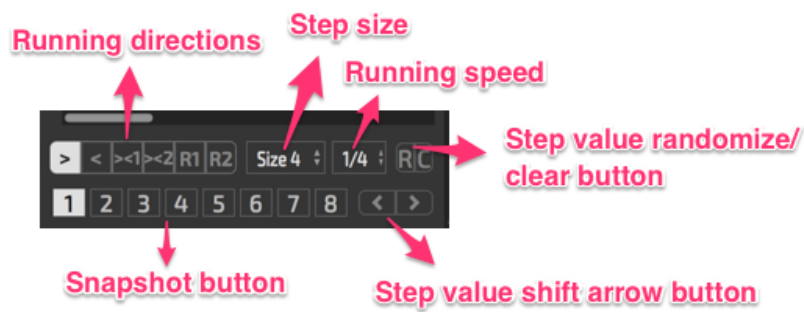 Step size
Running directions
Running speed
> < ><1 ><2 R1 R2 Size 4 1/4 R C
Step value randomize/
clear button
1 2 3 4 5 6 7 8 < >
Snapshot button
Step value shift arrow button